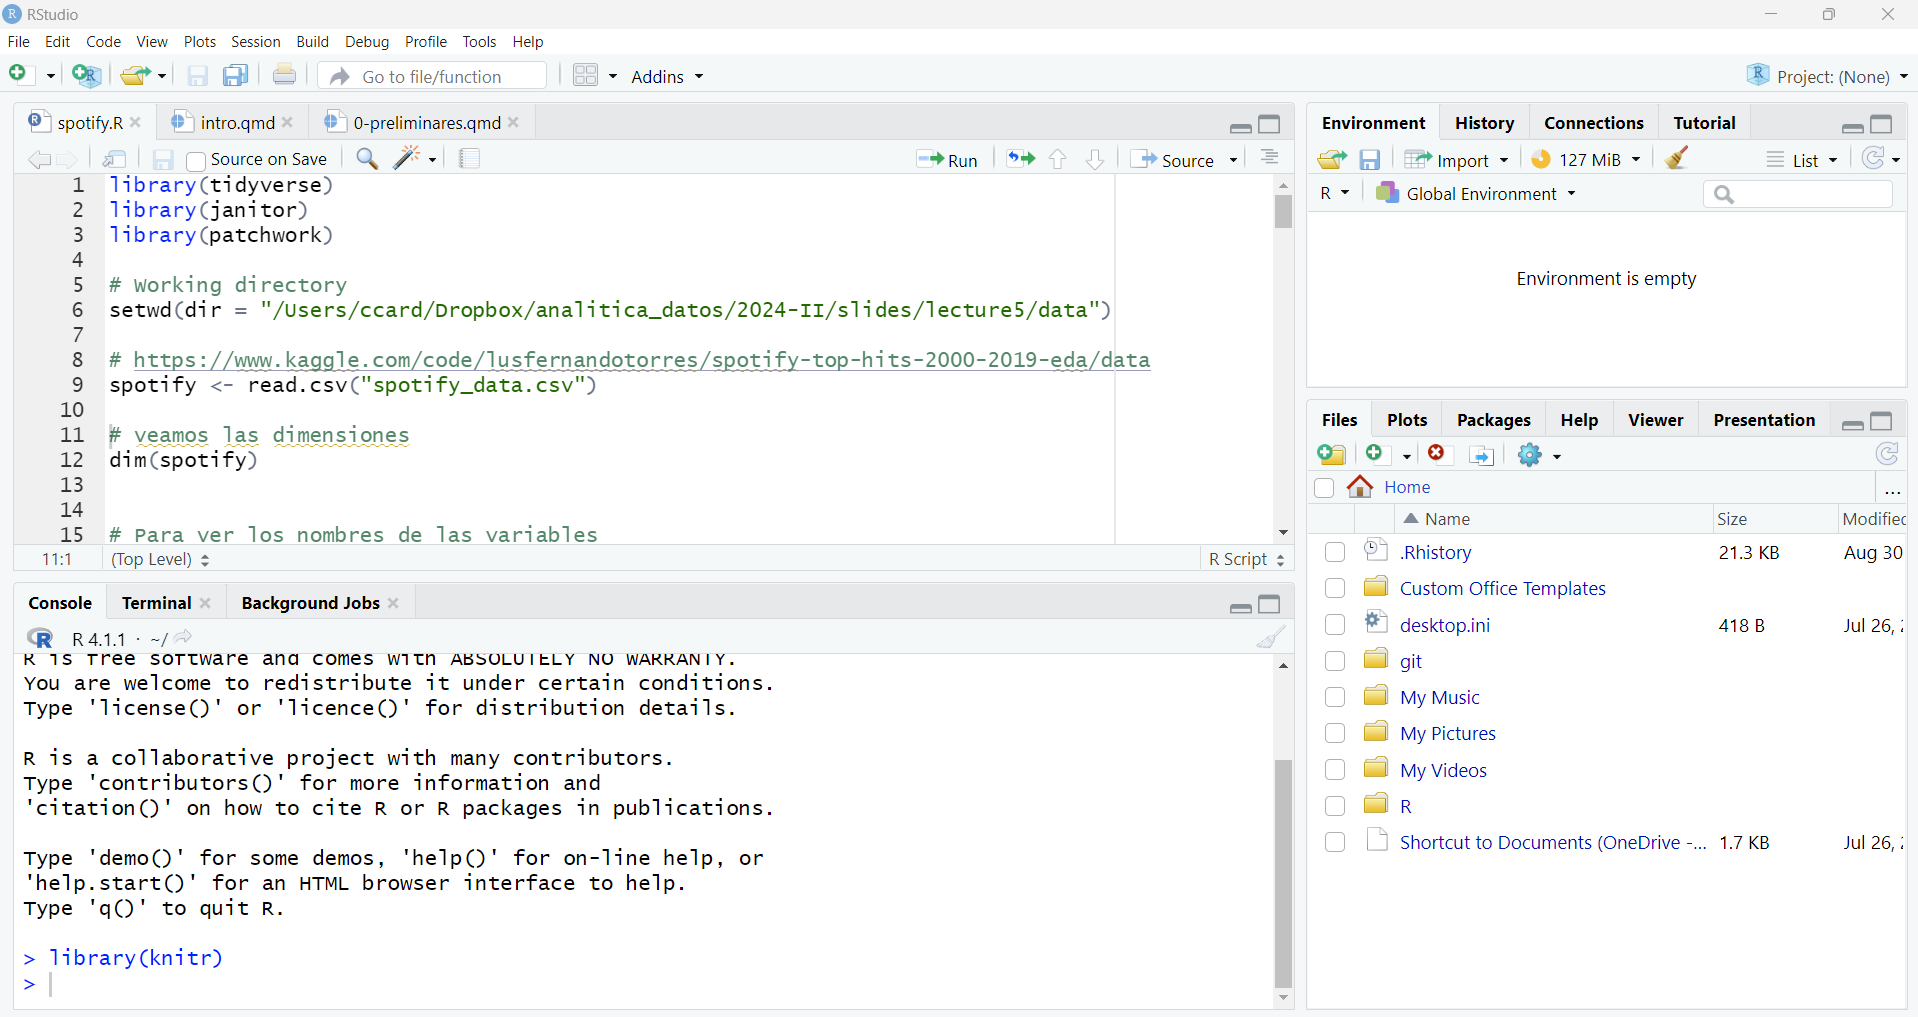 RStudio
File Edit Code View Plots Session Build Debug Profile Tools Help
Go to file/function Addins Project: (None)
spotify.R intro.qmd 0-preliminares.qmd
Source on Save Run Source
1 library(tidyverse)
2 library(janitor)
3 library(patchwork)
4
5 # Working directory
6 setwd(dir = "/Users/ccard/Dropbox/analitica_datos/2024-II/slides/lecture5/data")
7
8 # https://www.kaggle.com/code/lusfernandotorres/spotify-top-hits-2000-2019-eda/data
9 spotify <- read.csv("spotify_data.csv")
10
11 # veamos las dimensiones
12 dim(spotify)
13
14
15 # Para ver los nombres de las variables
11:1 (Top Level) R Script
Console Terminal Background Jobs
R 4.1.1 · ~/
R is free software and comes with ABSOLUTELY NO WARRANTY.
You are welcome to redistribute it under certain conditions.
Type 'license()' or 'licence()' for distribution details.
R is a collaborative project with many contributors.
Type 'contributors()' for more information and
'citation()' on how to cite R or R packages in publications.
Type 'demo()' for some demos, 'help()' for on-line help, or
'help.start()' for an HTML browser interface to help.
Type 'q()' to quit R.
> library(knitr)
>
Environment History Connections Tutorial
Import 127 MiB List
R Global Environment
Environment is empty
Files Plots Packages Help Viewer Presentation
Home ...
Name Size Modified
.Rhistory 21.3 KB Aug 30
Custom Office Templates
desktop.ini 418 B Jul 26,
git
My Music
My Pictures
My Videos
R
Shortcut to Documents (OneDrive -... 1.7 KB Jul 26,